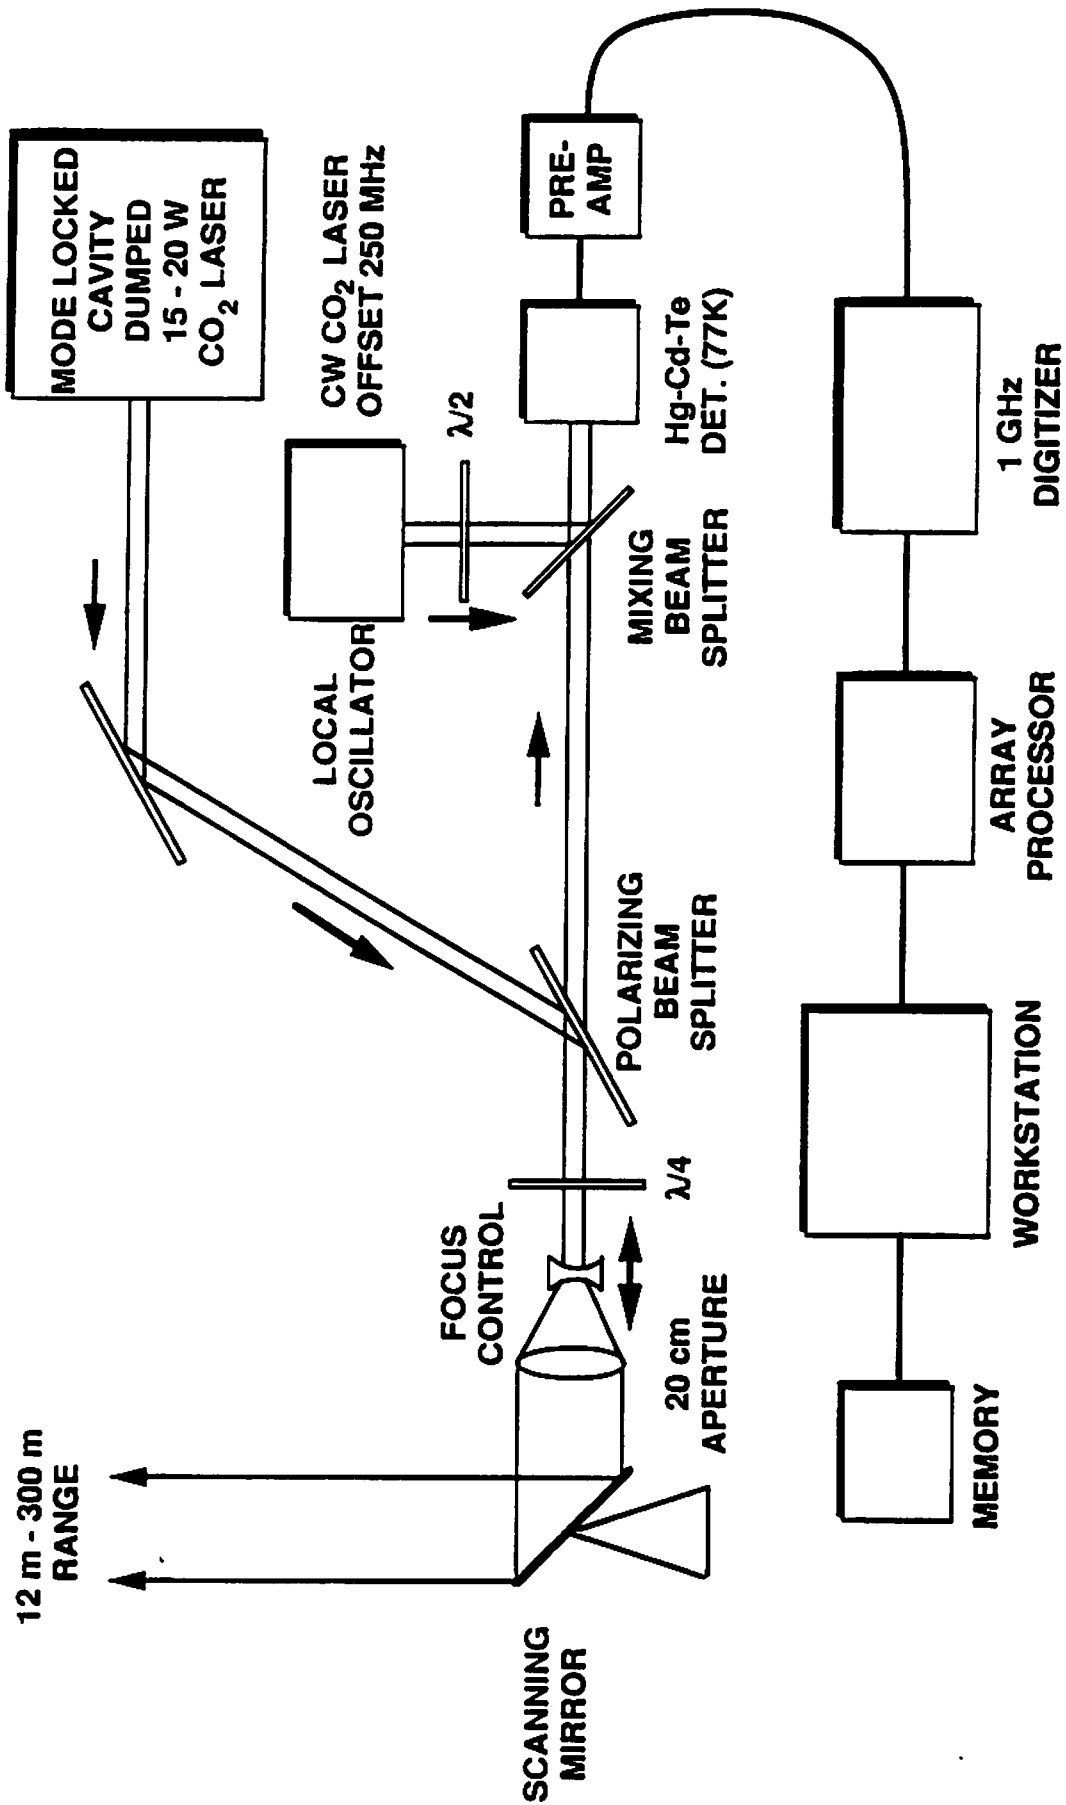 12 m - 300 m
RANGE
SCANNING
MIRROR
FOCUS
CONTROL
20 cm
APERTURE
λ/4
POLARIZING
BEAM
SPLITTER
MODE LOCKED
CAVITY
DUMPED
15 - 20 W
CO₂ LASER
LOCAL
OSCILLATOR
CW CO₂ LASER
OFFSET 250 MHz
λ/2
MIXING
BEAM
SPLITTER
Hg-Cd-Te
DET. (77K)
PRE-
AMP
MEMORY
WORKSTATION
ARRAY
PROCESSOR
1 GHz
DIGITIZER